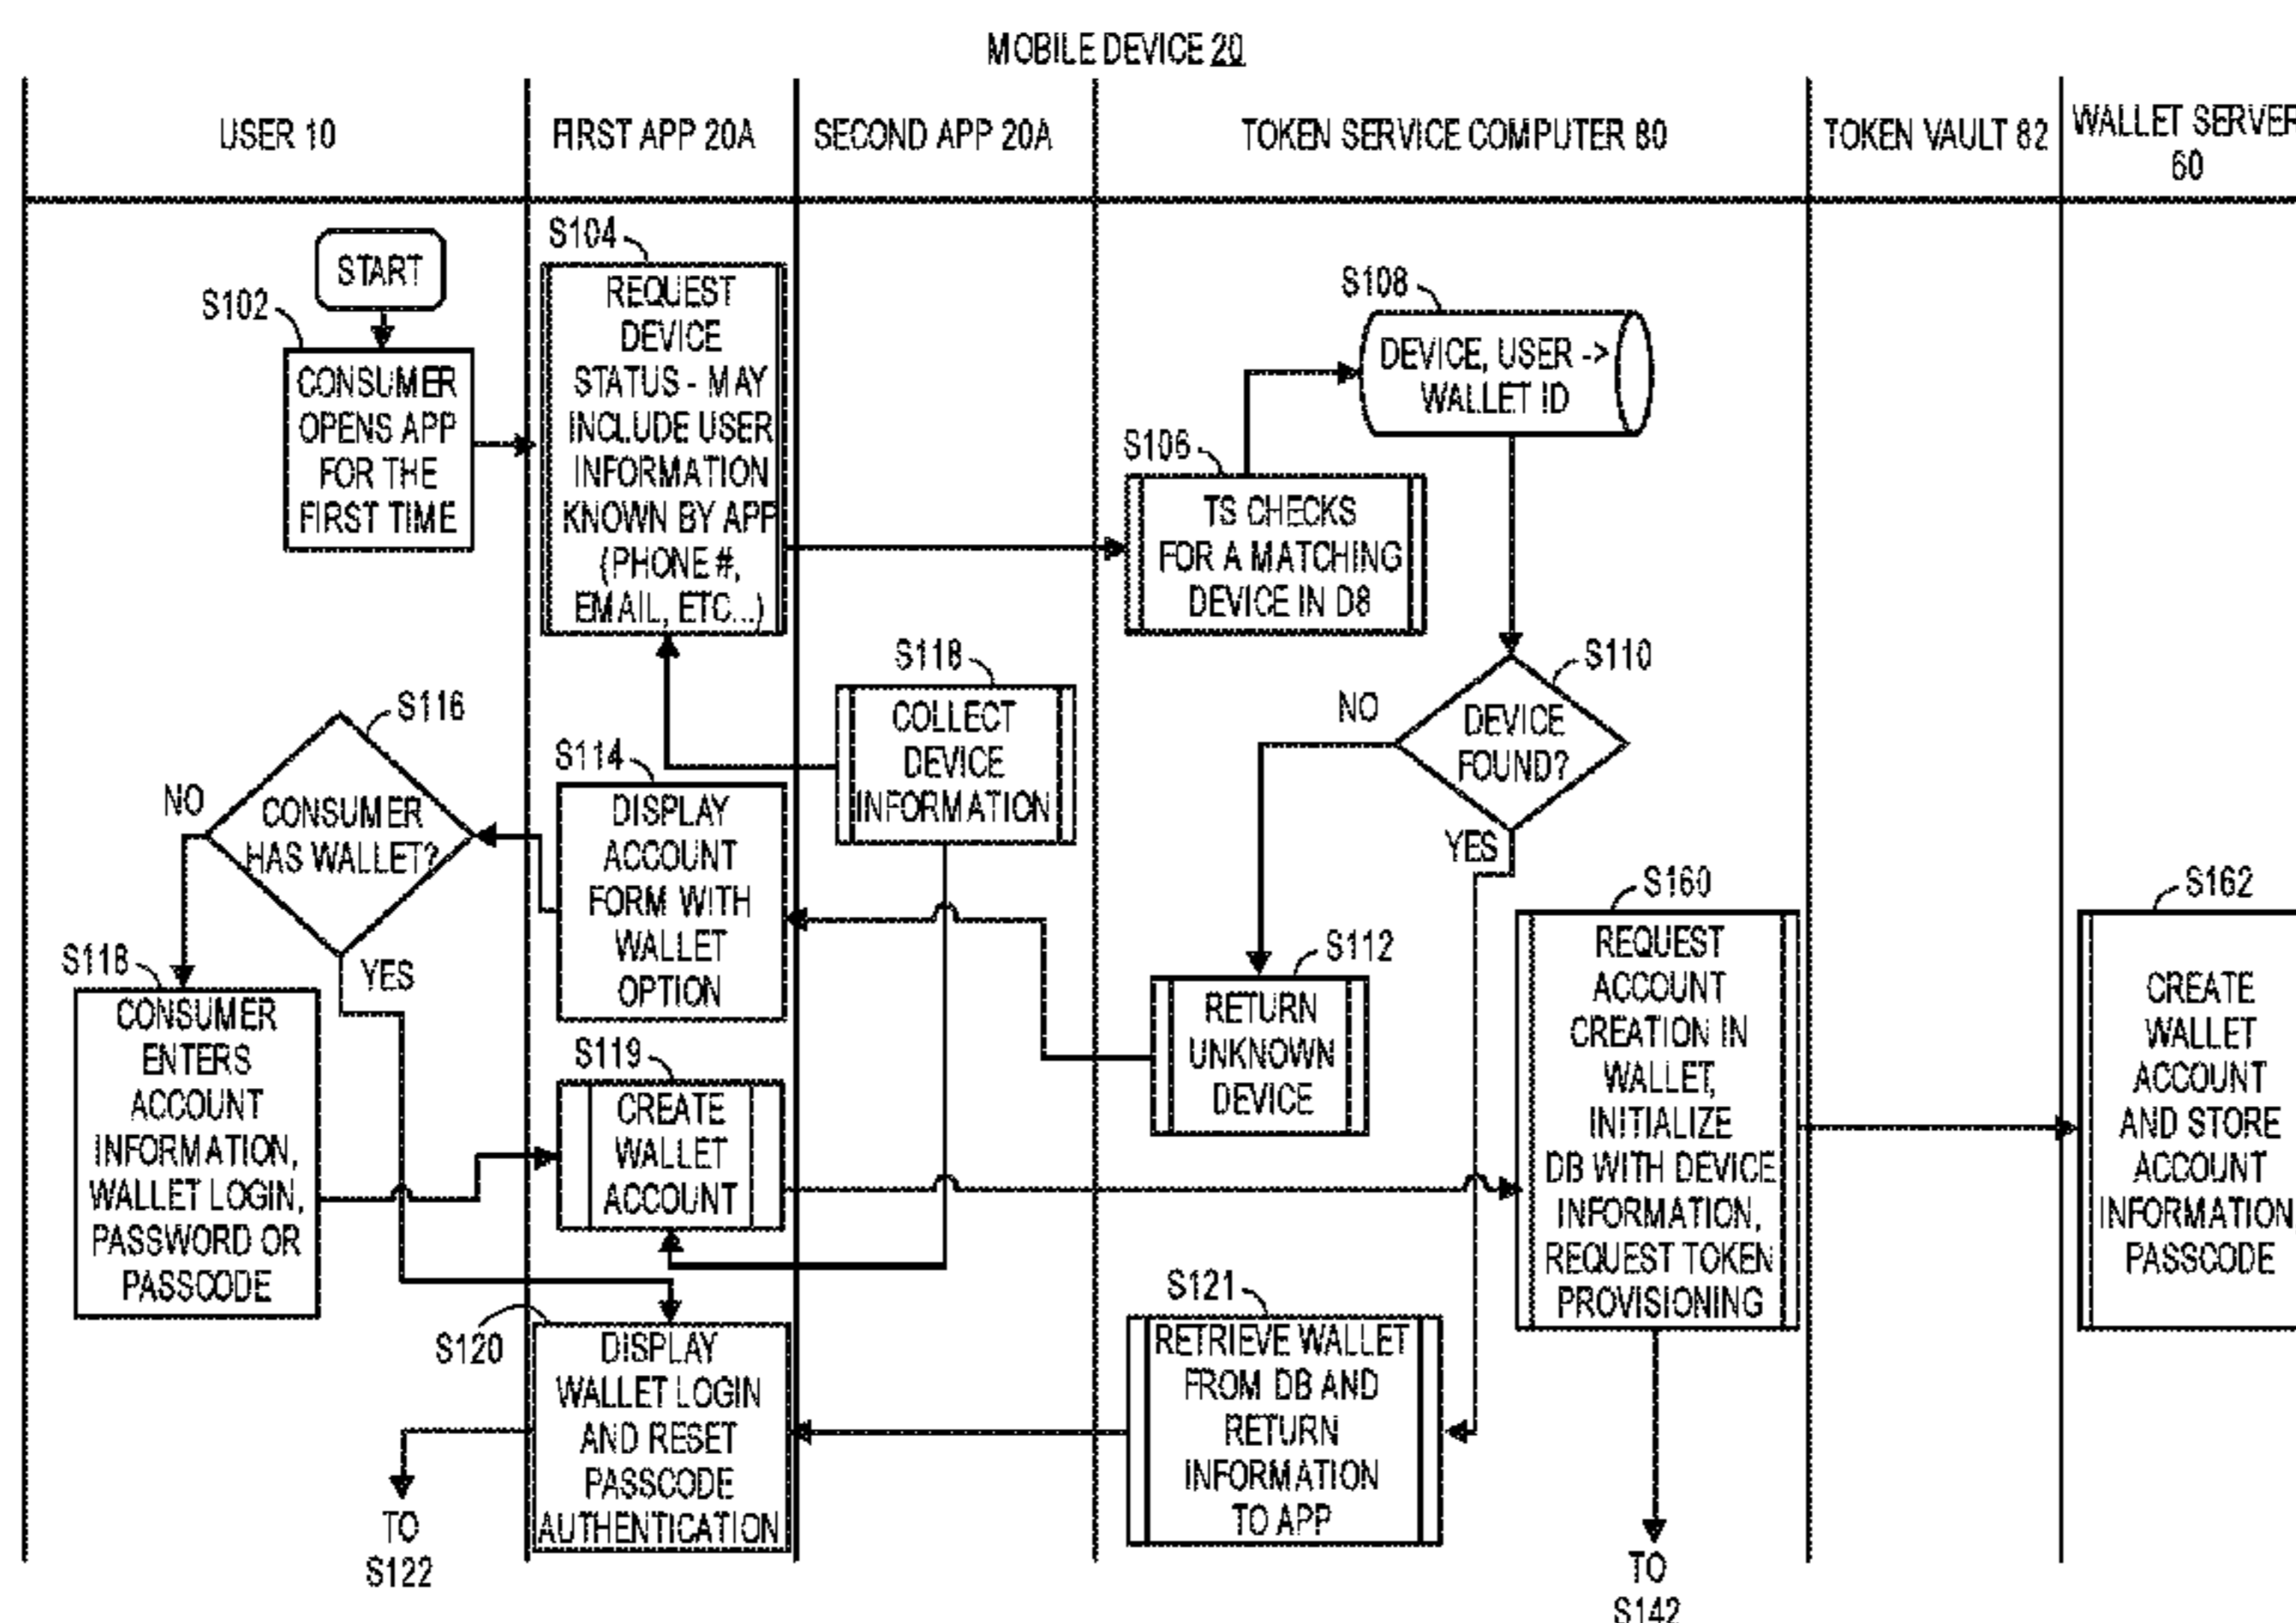 MOBILE DEVICE 20
USER 10
FIRST APP 20A
SECOND APP 20A
TOKEN SERVICE COMPUTER 80
TOKEN VAULT 82
WALLET SERVER
60
START
S102
CONSUMER
OPENS APP
FOR THE
FIRST TIME
S104
REQUEST
DEVICE
STATUS - MAY
INCLUDE USER
INFORMATION
KNOWN BY APP
(PHONE #,
EMAIL, ETC...)
S108
DEVICE, USER ->
WALLET ID
S106
TS CHECKS
FOR A MATCHING
DEVICE IN DB
S110
DEVICE
FOUND?
NO
YES
S118
COLLECT
DEVICE
INFORMATION
S116
CONSUMER
HAS WALLET?
NO
YES
S114
DISPLAY
ACCOUNT
FORM WITH
WALLET
OPTION
S112
RETURN
UNKNOWN
DEVICE
S160
REQUEST
ACCOUNT
CREATION IN
WALLET,
INITIALIZE
DB WITH DEVICE
INFORMATION,
REQUEST TOKEN
PROVISIONING
S162
CREATE
WALLET
ACCOUNT
AND STORE
ACCOUNT
INFORMATION,
PASSCODE
S118
CONSUMER
ENTERS
ACCOUNT
INFORMATION,
WALLET LOGIN,
PASSWORD OR
PASSCODE
S119
CREATE
WALLET
ACCOUNT
S120
DISPLAY
WALLET LOGIN
AND RESET
PASSCODE
AUTHENTICATION
S121
RETRIEVE WALLET
FROM DB AND
RETURN
INFORMATION
TO APP
TO
S122
TO
S142